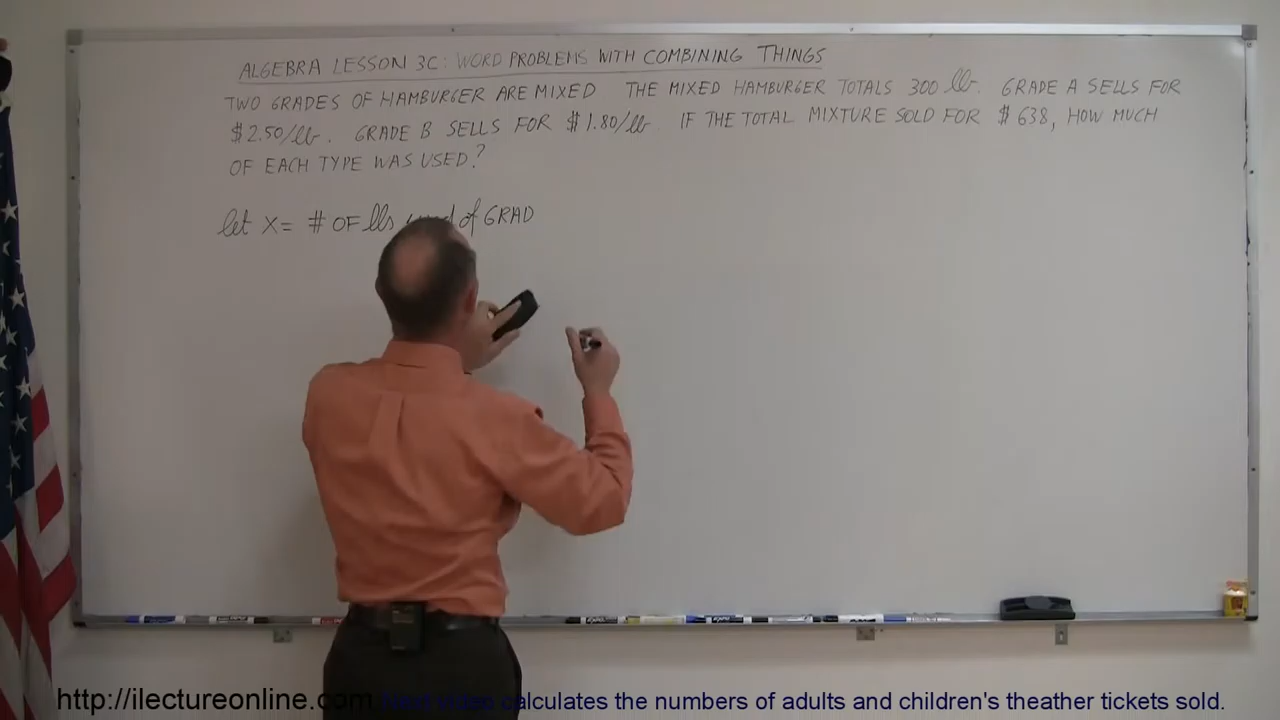 ALGEBRA LESSON 3C: WORD PROBLEMS WITH COMBINING THINGS
TWO GRADES OF HAMBURGER ARE MIXED THE MIXED HAMBURGER TOTALS 300 lb. GRADE A SELLS FOR
$2.50/lb. GRADE B SELLS FOR $1.80/lb. IF THE TOTAL MIXTURE SOLD FOR $638, HOW MUCH
OF EACH TYPE WAS USED?
let X = # OF lbs of GRAD
http://ilectureonline.com Next video calculates the numbers of adults and children's theather tickets sold.